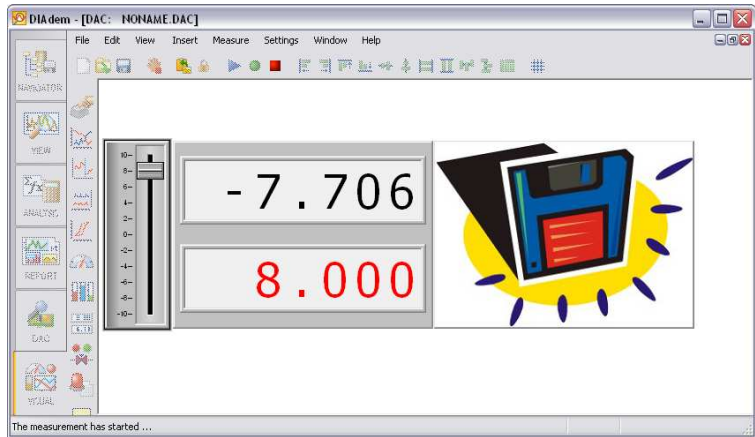 DIAdem - [DAC: NONAME.DAC]
File Edit View Insert Measure Settings Window Help
NAVIGATOR
VIEW
ANALYSIS
REPORT
DAC
VISUAL
10-
8-
6-
4-
2-
0-
-2-
-4-
-6-
-8-
-10-
-7.706
8.000
The measurement has started ...